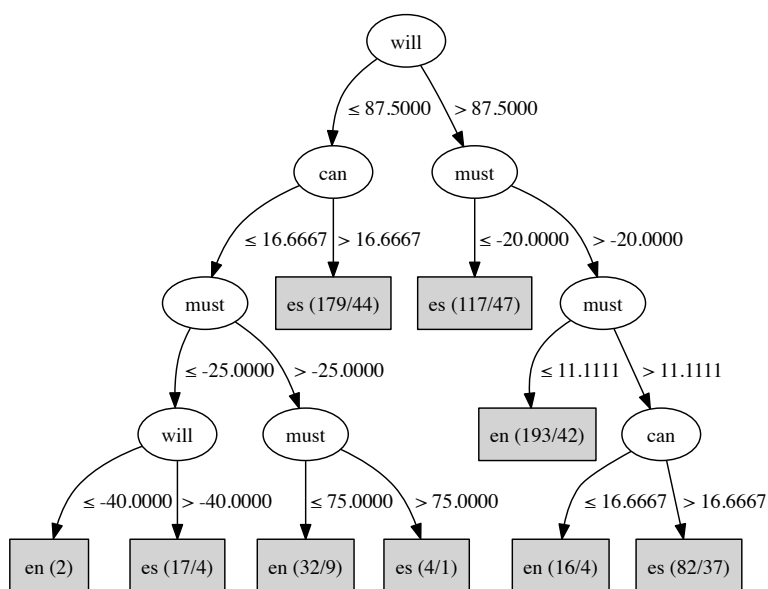 will
≤ 87.5000 > 87.5000
can must
≤ 16.6667 > 16.6667 ≤ -20.0000 > -20.0000
must es (179/44) es (117/47) must
≤ -25.0000 > -25.0000 ≤ 11.1111 > 11.1111
will must en (193/42) can
≤ -40.0000 > -40.0000 ≤ 75.0000 > 75.0000 ≤ 16.6667 > 16.6667
en (2) es (17/4) en (32/9) es (4/1) en (16/4) es (82/37)